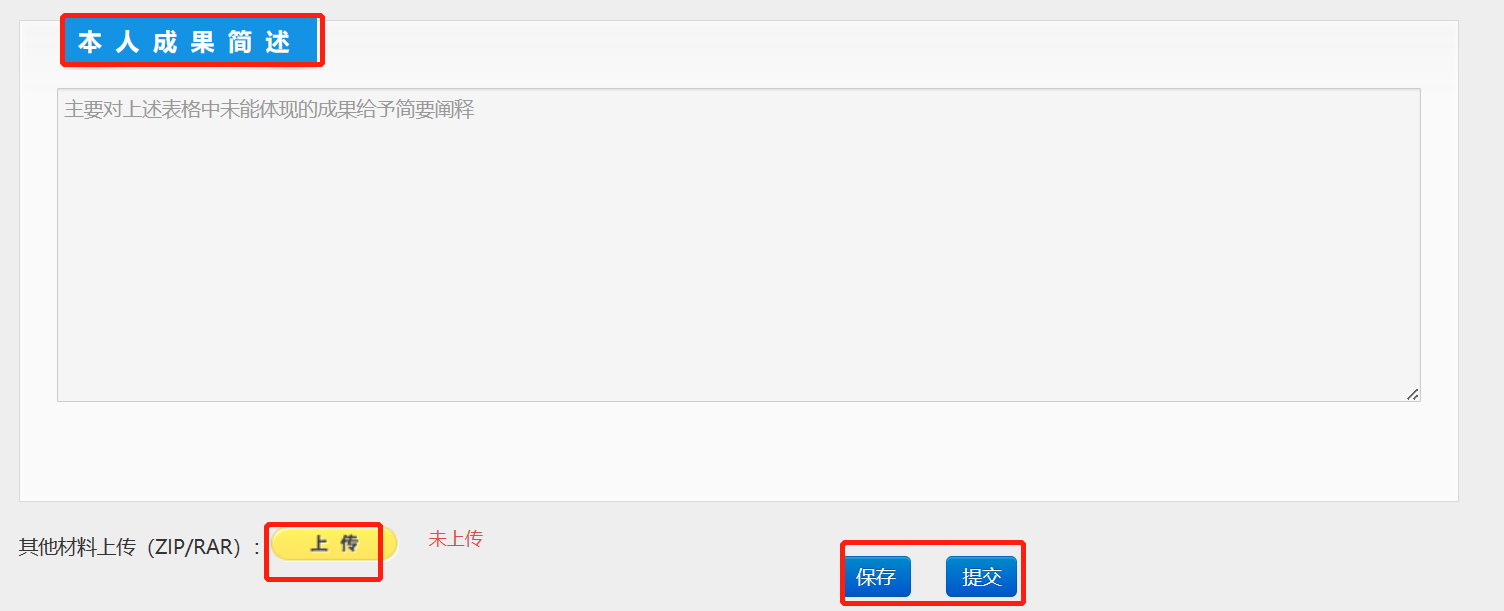 本人成果简述
主要对上述表格中未能体现的成果给予简要阐释
其他材料上传（ZIP/RAR）：
上 传
未上传
保存
提交